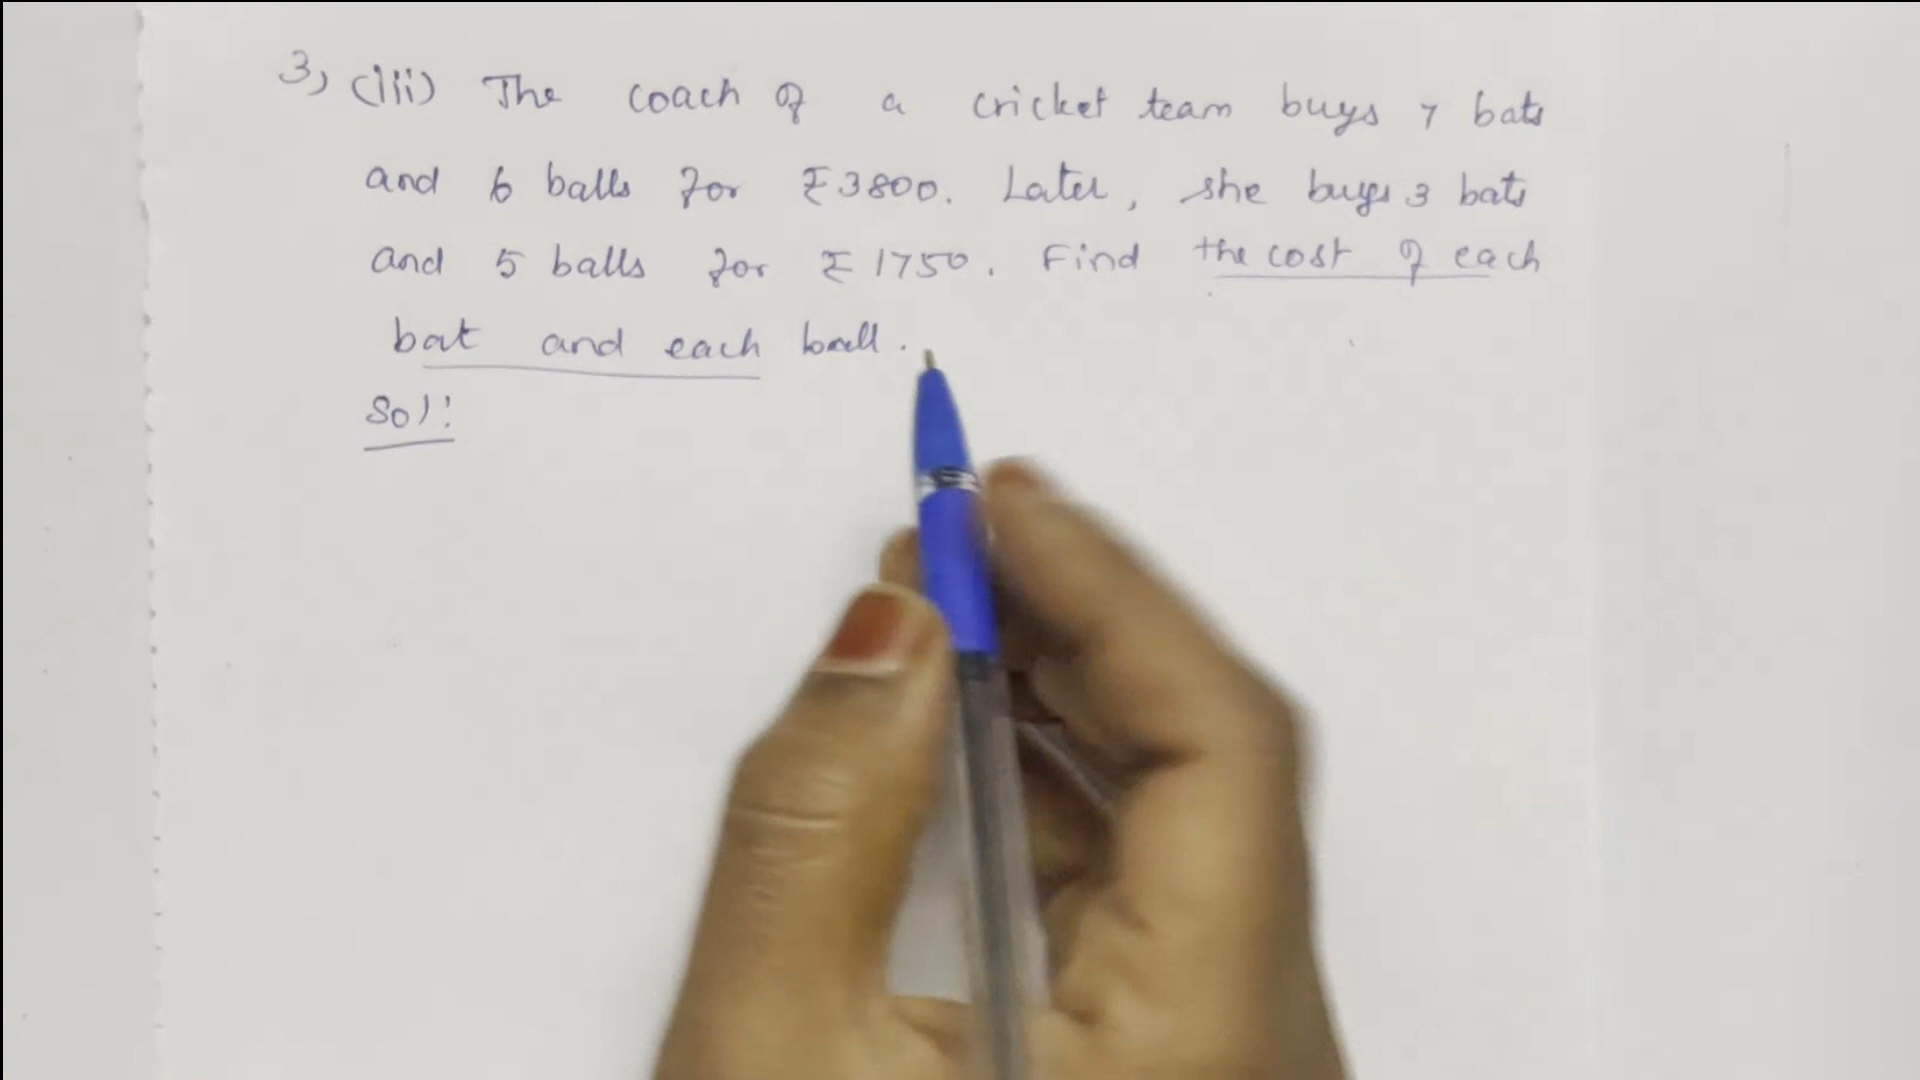 3) (iii) The coach of a cricket team buys 7 bats
and 6 balls for ₹3800. Later, she buys 3 bats
and 5 balls for ₹1750. Find the cost of each
bat and each ball.
Sol: